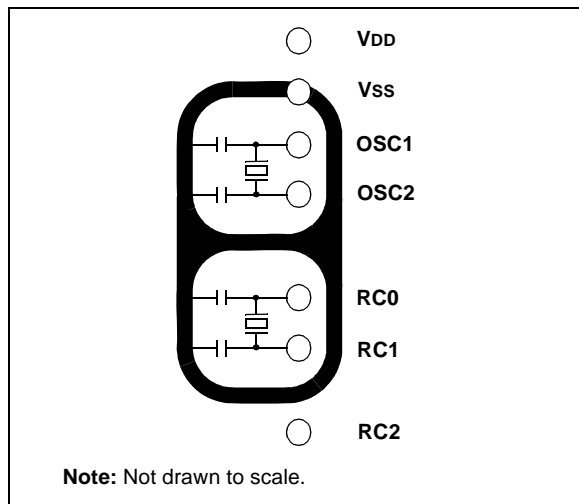 VDD
VSS
OSC1
OSC2
RC0
RC1
RC2
Note: Not drawn to scale.